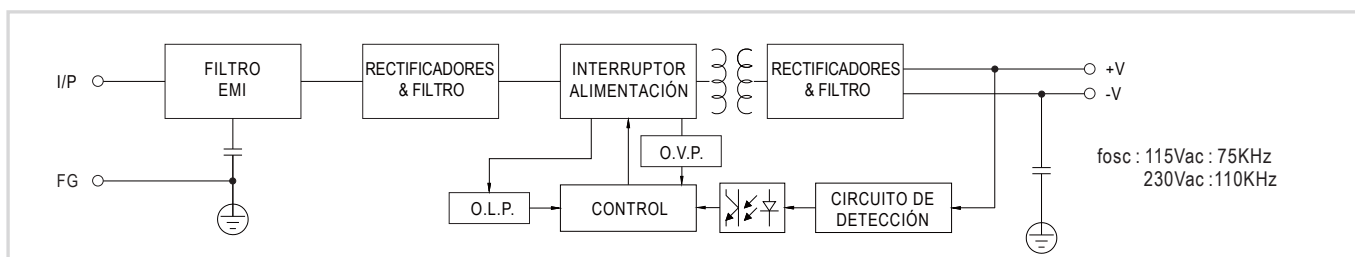 I/P
FILTRO
EMI
RECTIFICADORES
& FILTRO
INTERRUPTOR
ALIMENTACIÓN
RECTIFICADORES
& FILTRO
+V
-V
O.V.P.
fosc : 115Vac : 75KHz
230Vac :110KHz
FG
O.L.P.
CONTROL
CIRCUITO DE
DETECCIÓN